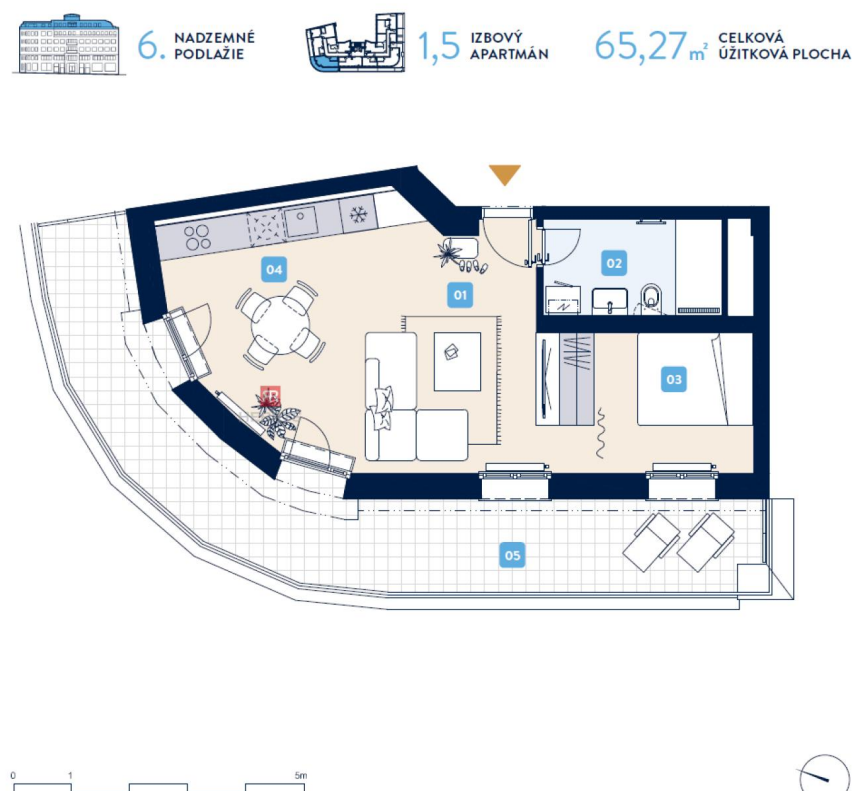 6. NADZEMNÉ
PODLAŽIE
1,5 IZBOVÝ
APARTMÁN
65,27 m² CELKOVÁ
ÚŽITKOVÁ PLOCHA
04
01
02
03
05
0 1 5m